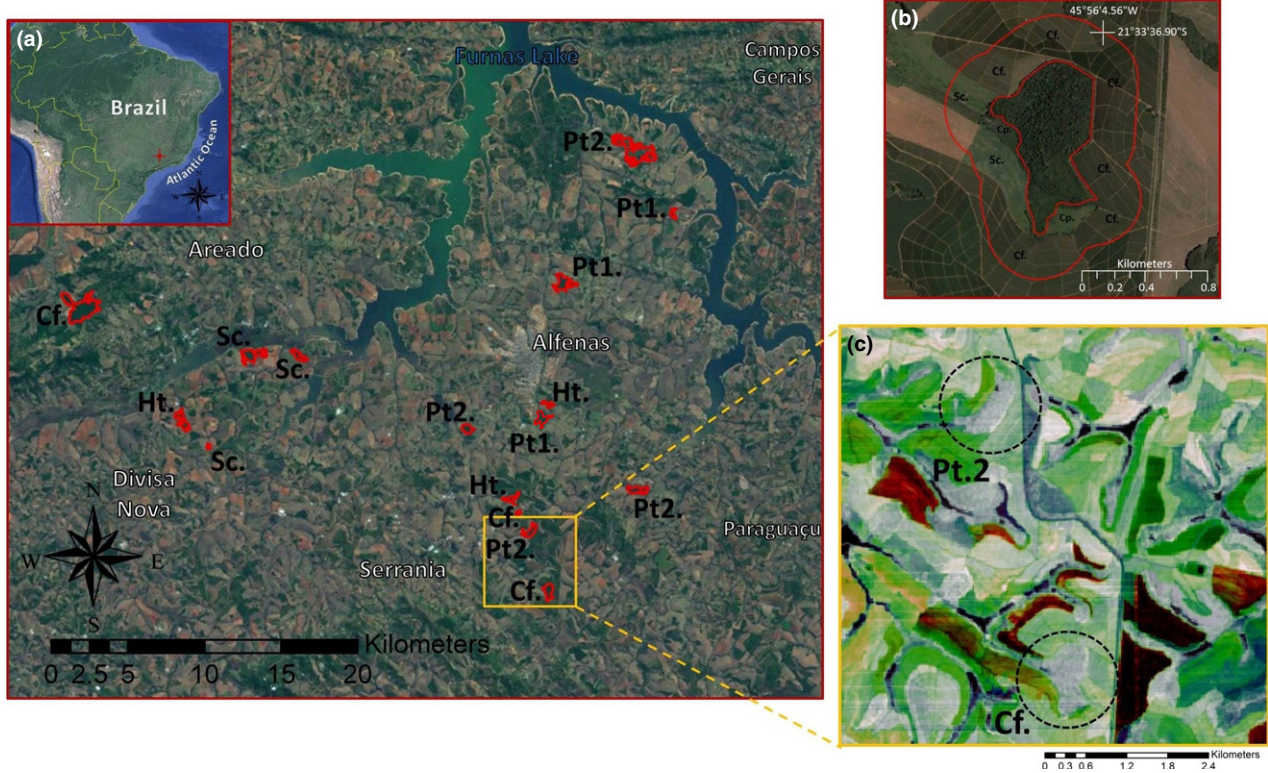 (a)
Brazil
Atlantic Ocean
N
W E
S
Furnas Lake
Campos
Gerais
Pt2.
Pt1.
Pt1.
Areado
Cf.
Sc.
Sc.
Alfenas
Ht.
Sc.
Pt2.
Ht.
Pt1.
Divisa
Nova
N
W E
S
Ht.
Cf.
Pt2.
Pt2.
Paraguaçu
Serrania
Cf.
Kilometers
0 2.5 5 10 15 20
(b)
45°56'4.56"W
21°33'36.90"S
Cf.
Cf.
Cf.
Sc.
Cp.
Sc.
Cf.
Cp.
Cf.
Cf.
Kilometers
0 0.2 0.4 0.8
(c)
Pt.2
Cf.
Kilometers
0 0.3 0.6 1.2 1.8 2.4